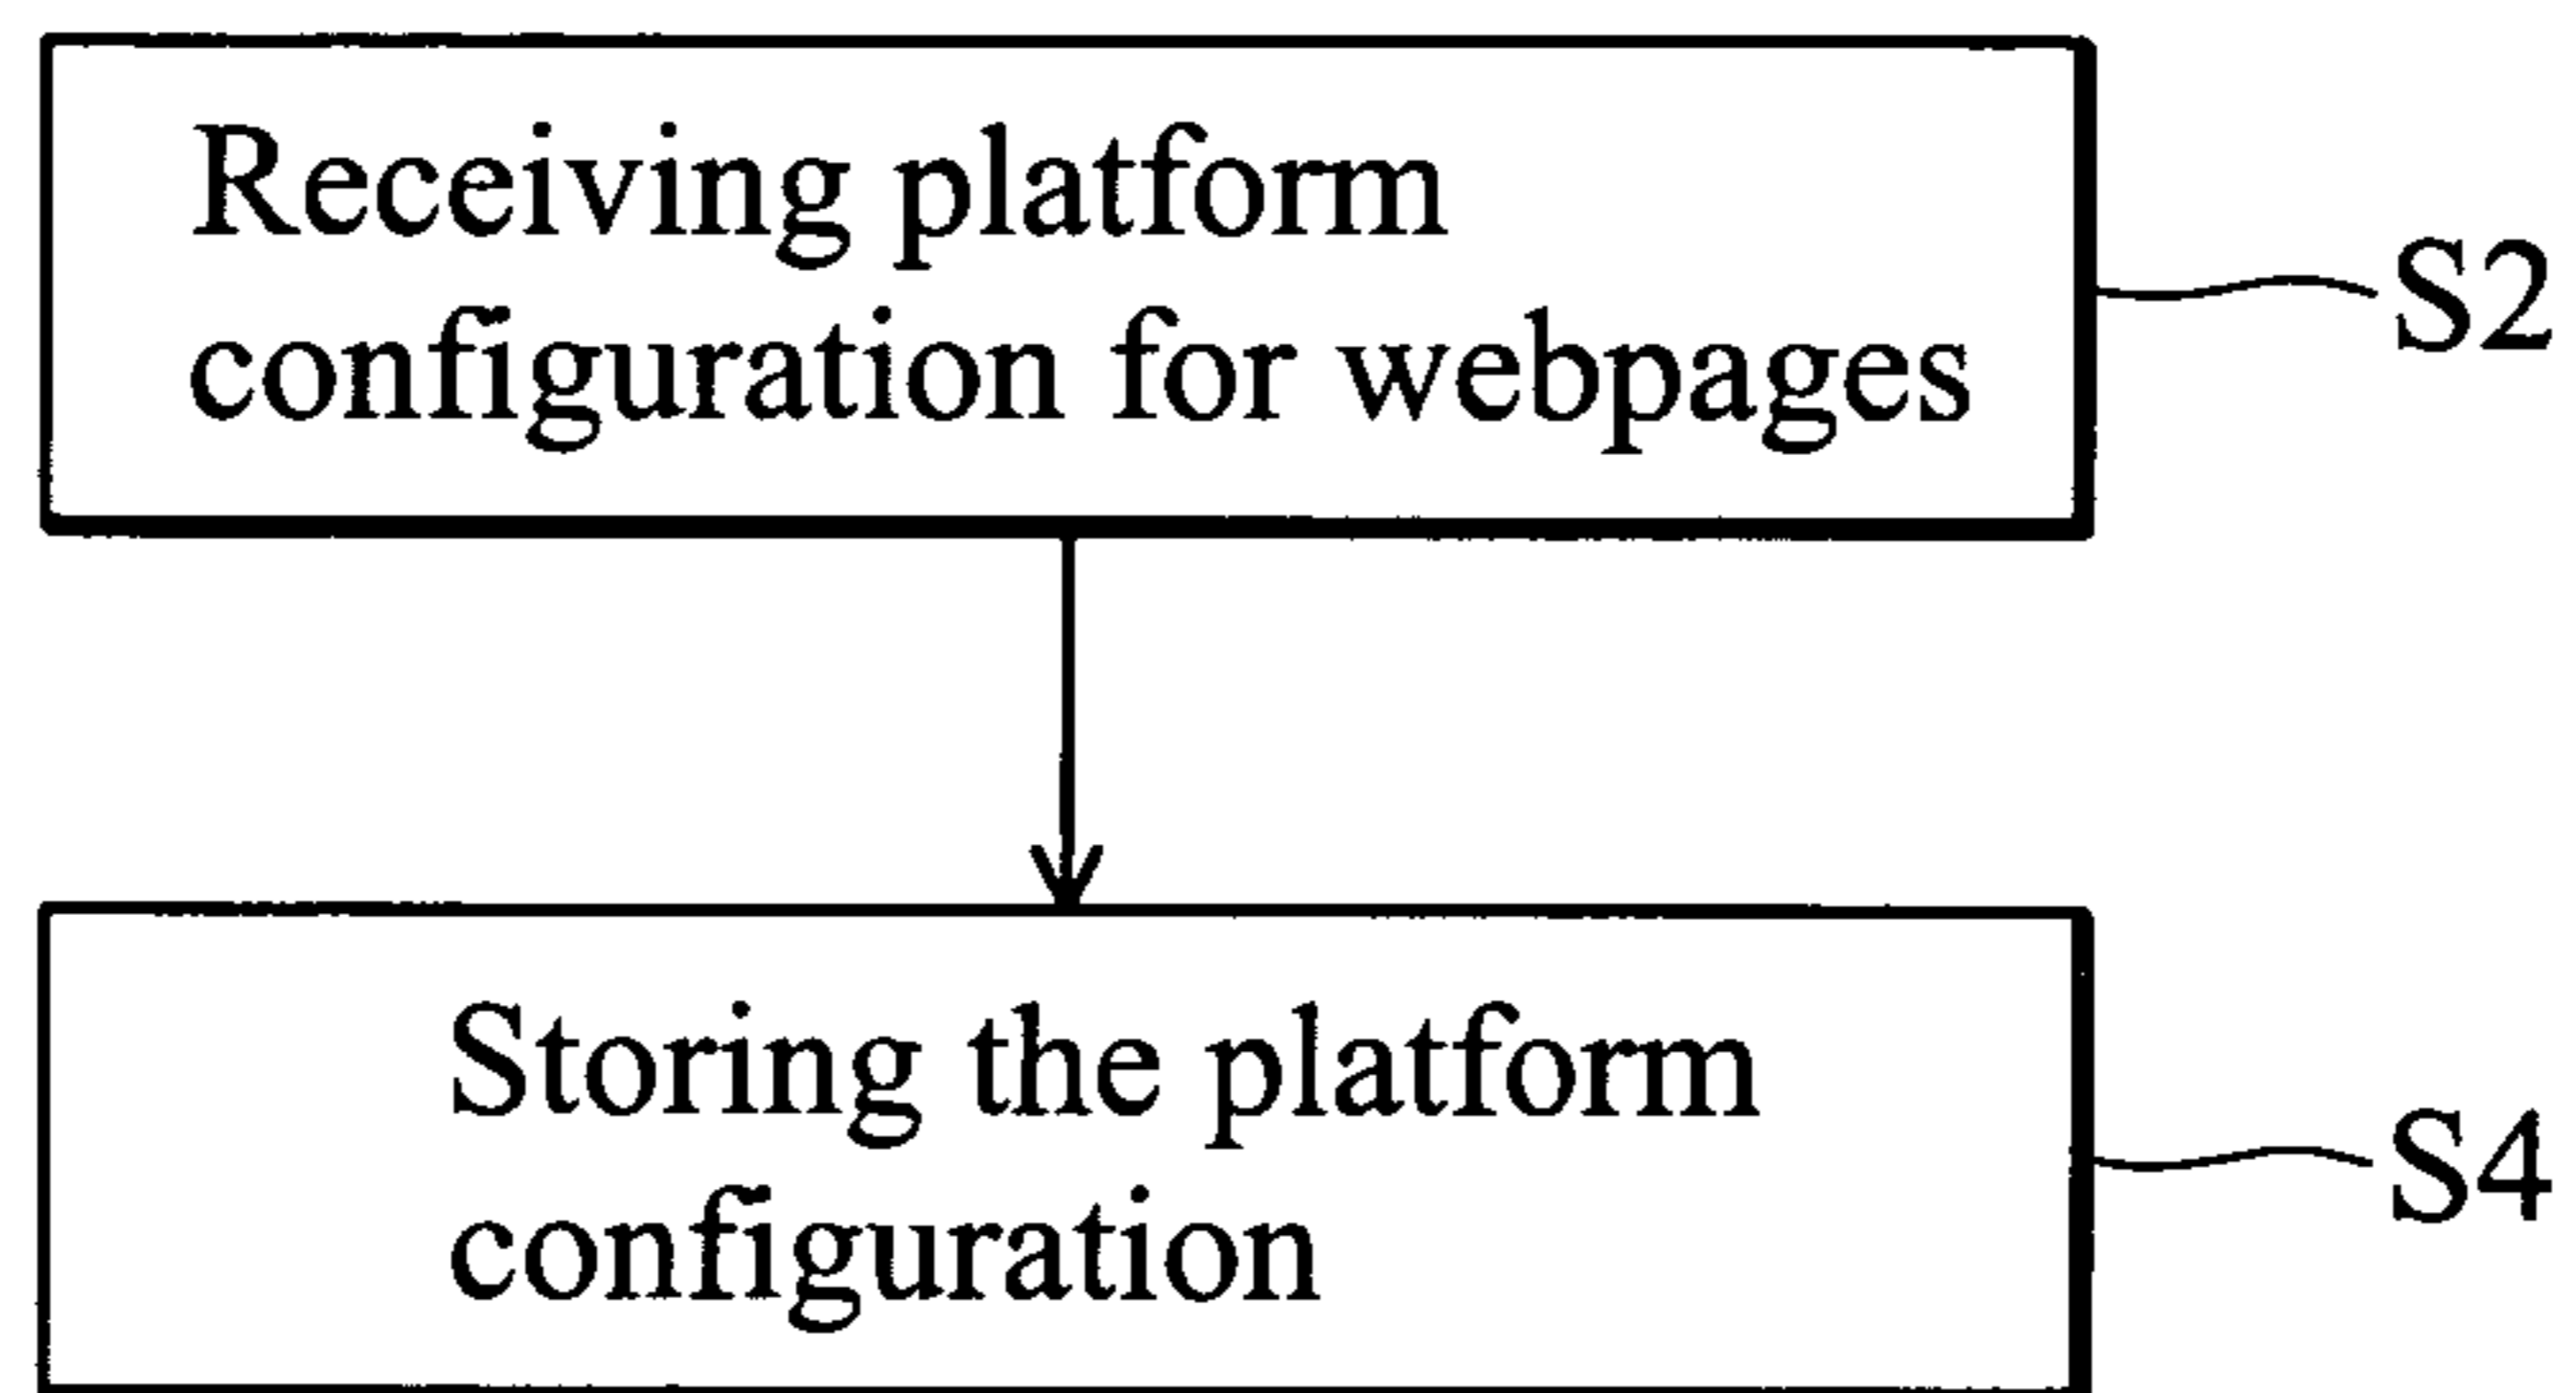 Receiving platform
configuration for webpages
S2
Storing the platform
configuration
S4